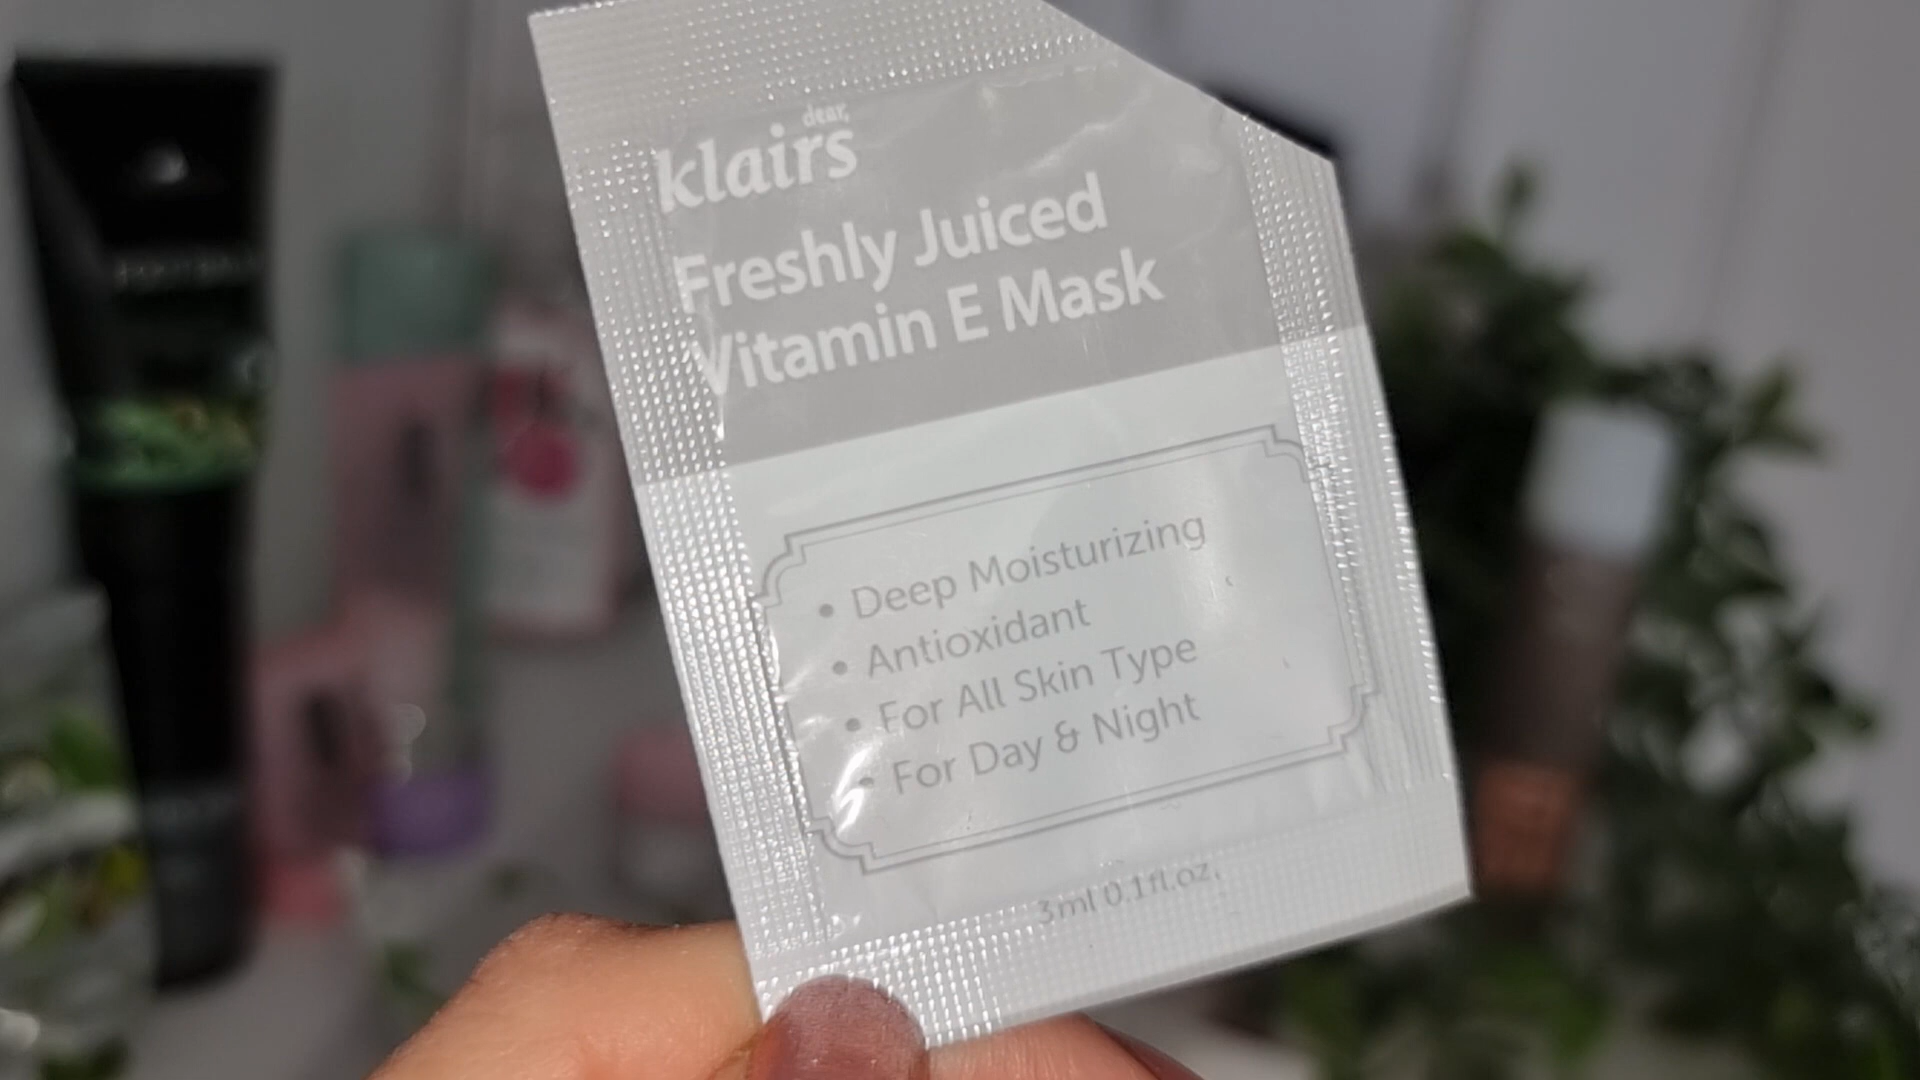 dear,
klairs
Freshly Juiced
Vitamin E Mask
• Deep Moisturizing
• Antioxidant
• For All Skin Type
• For Day & Night
3ml 0.1fl.oz.